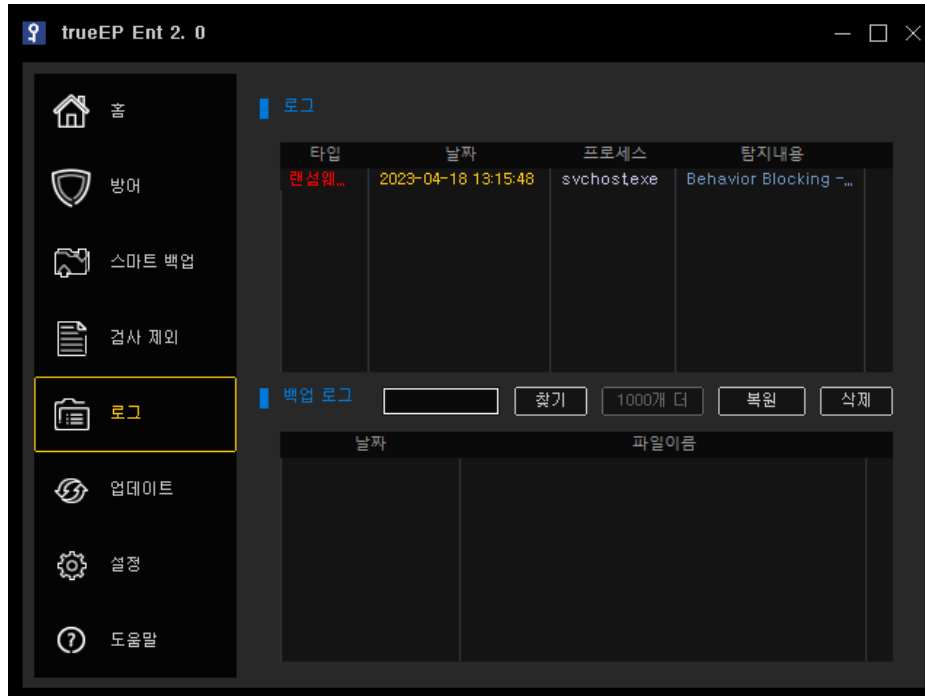 trueEP Ent 2. 0
홈
방어
스마트 백업
검사 제외
로그
업데이트
설정
도움말
로그
타입 날짜 프로세스 탐지내용
랜섬웨... 2023-04-18 13:15:48 svchost.exe Behavior Blocking -...
백업 로그 찾기 1000개 더 복원 삭제
날짜 파일이름